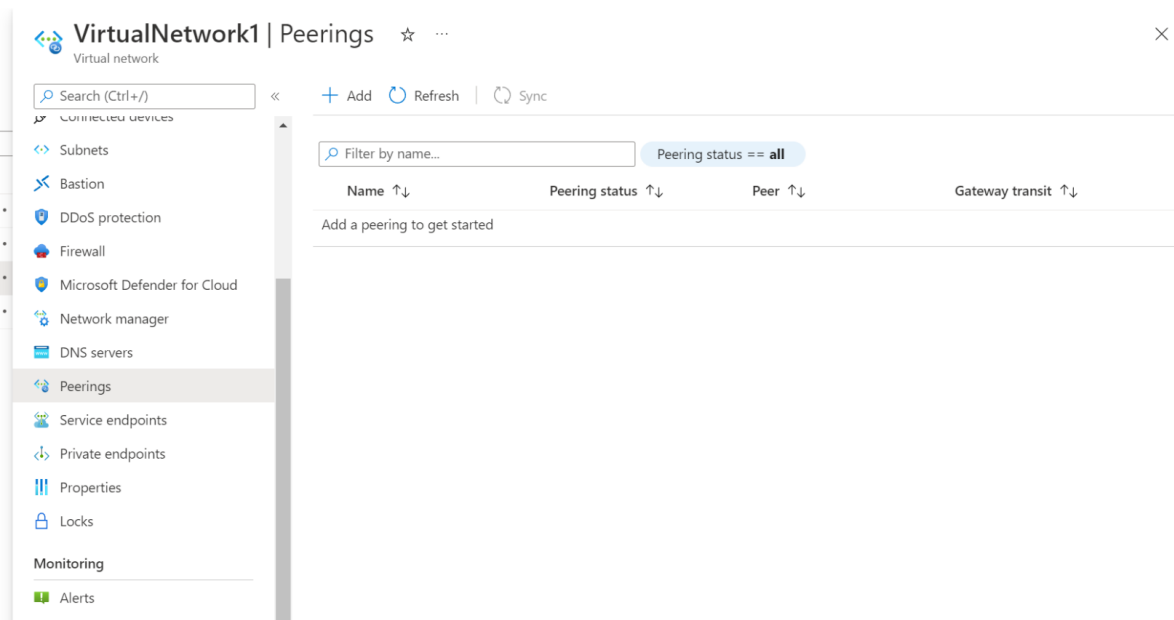 VirtualNetwork1 | Peerings
Virtual network
Search (Ctrl+/)
Connected devices
Subnets
Bastion
DDoS protection
Firewall
Microsoft Defender for Cloud
Network manager
DNS servers
Peerings
Service endpoints
Private endpoints
Properties
Locks
Monitoring
Alerts
Add Refresh Sync
Filter by name... Peering status == all
Name Peering status Peer Gateway transit
Add a peering to get started